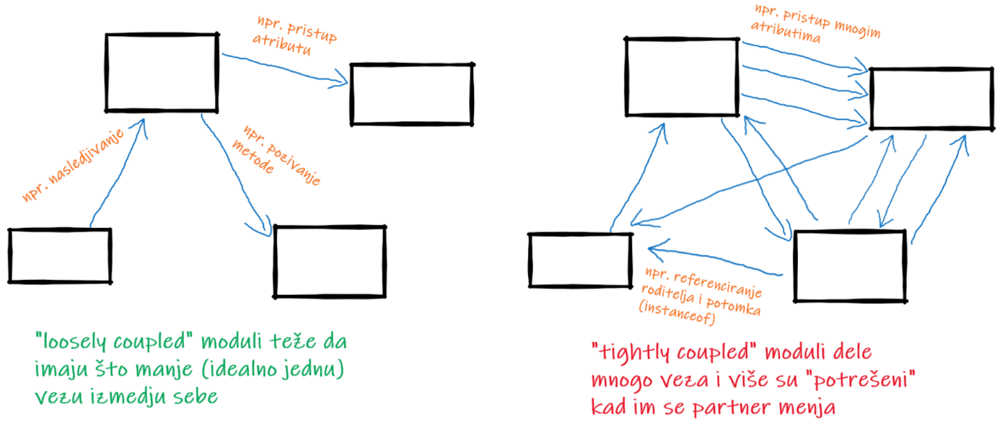 npr. pristup
atributu
npr. nasledjivanje
npr. pozivanje
metode
"loosely coupled" moduli teže da
imaju što manje (idealno jednu)
vezu izmedju sebe
npr. pristup mnogim
atributima
npr. referenciranje
roditelja i potomka
(instanceof)
"tightly coupled" moduli dele
mnogo veza i više su "potrešeni"
kad im se partner menja